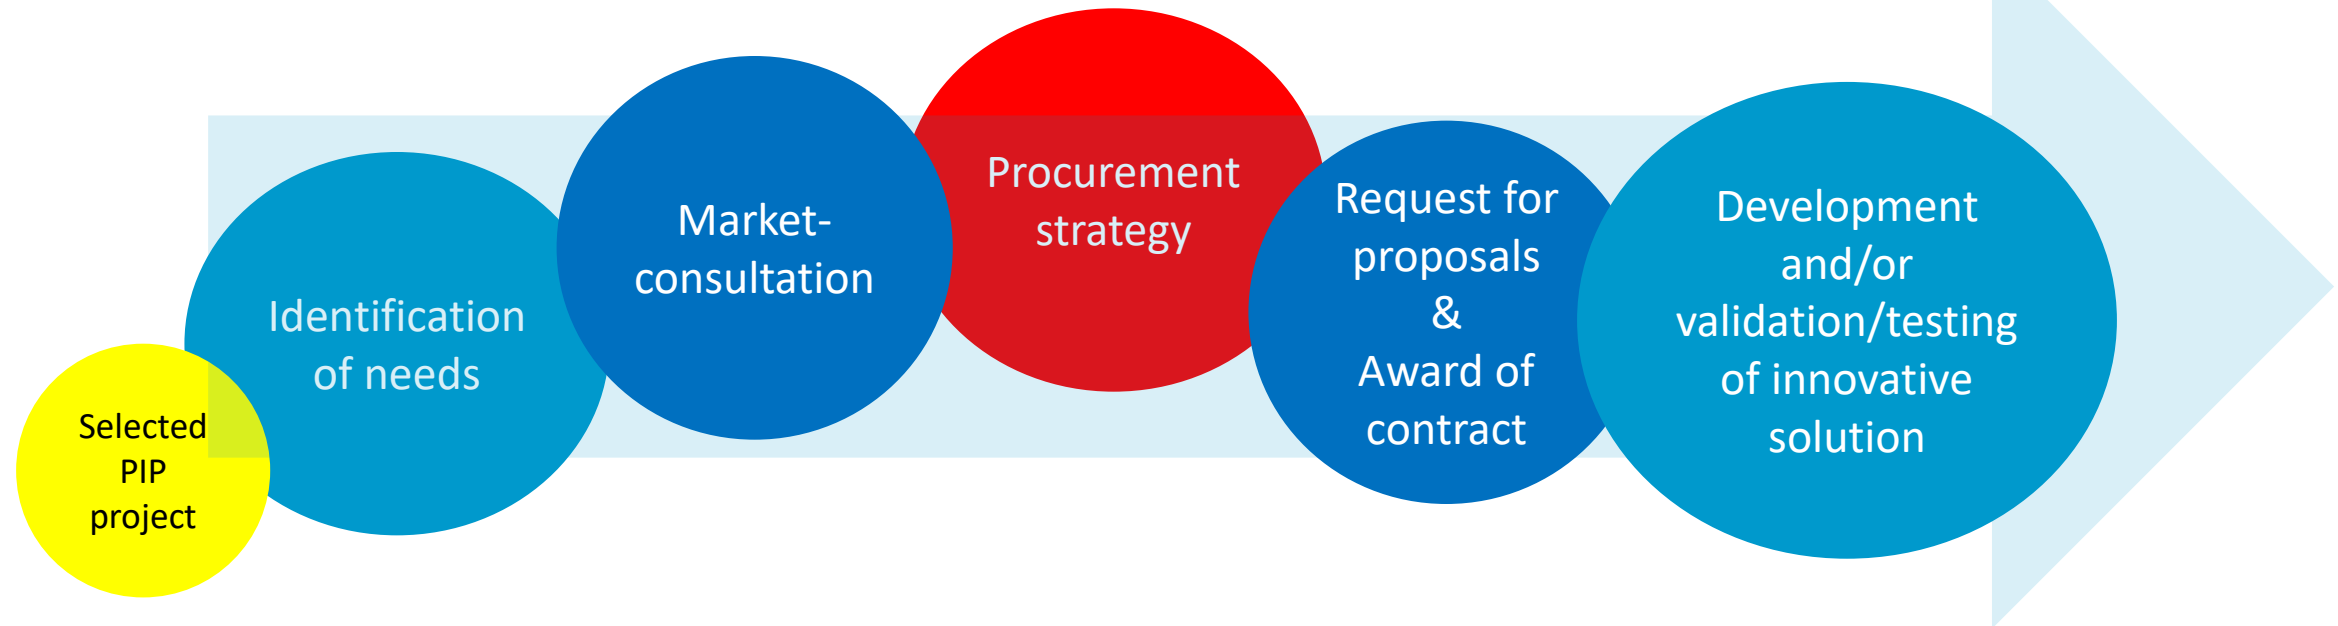 Selected
PIP
project
Identification
of needs
Market-
consultation
Procurement
strategy
Request for
proposals
&
Award of
contract
Development
and/or
validation/testing
of innovative
solution